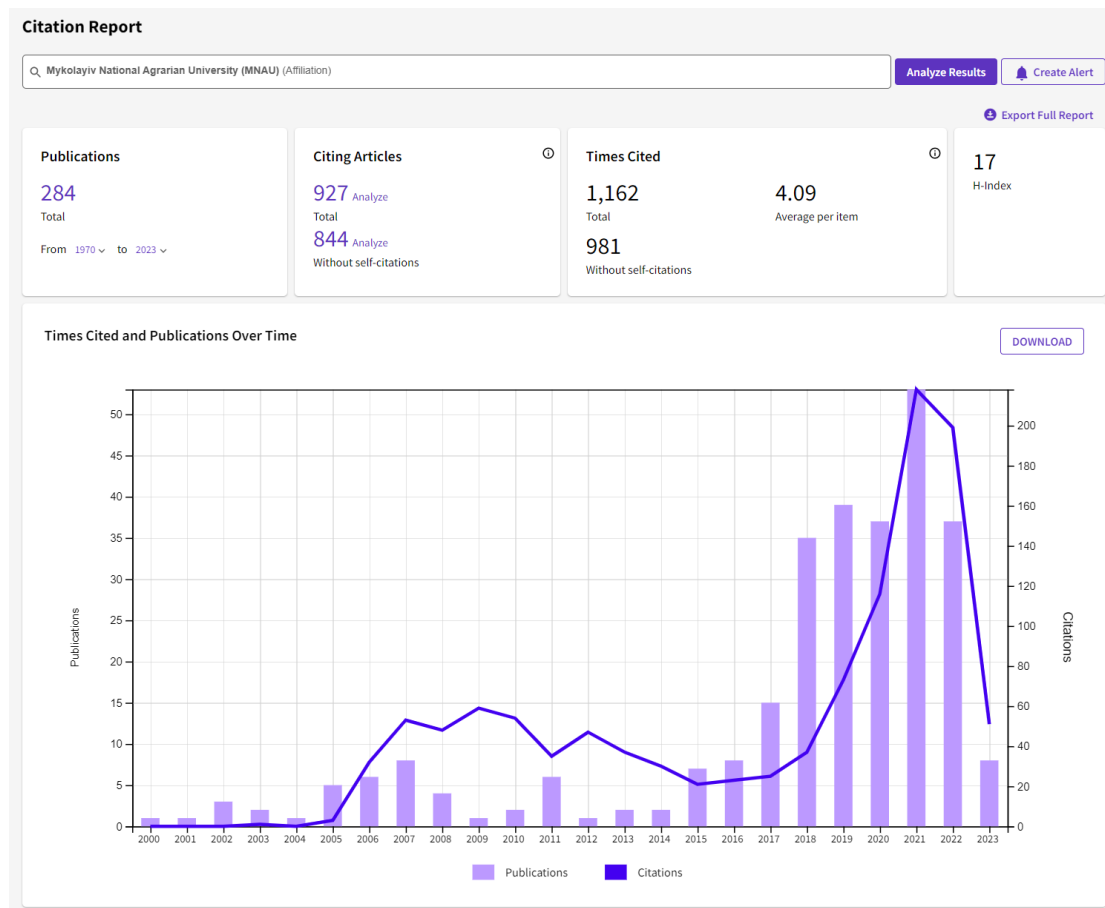 Citation Report
Mykolayiv National Agrarian University (MNAU) (Affiliation)
Analyze Results
Create Alert
Export Full Report
Publications
284
Total
From 1970 to 2023
Citing Articles
927 Analyze
Total
844 Analyze
Without self-citations
Times Cited
1,162
Total
981
Without self-citations
4.09
Average per item
17
H-Index
Times Cited and Publications Over Time
DOWNLOAD
Publications
50
45
40
35
30
25
20
15
10
5
0
200
180
160
140
120
100
80
60
40
20
0
Citations
2000 2001 2002 2003 2004 2005 2006 2007 2008 2009 2010 2011 2012 2013 2014 2015 2016 2017 2018 2019 2020 2021 2022 2023
Publications Citations